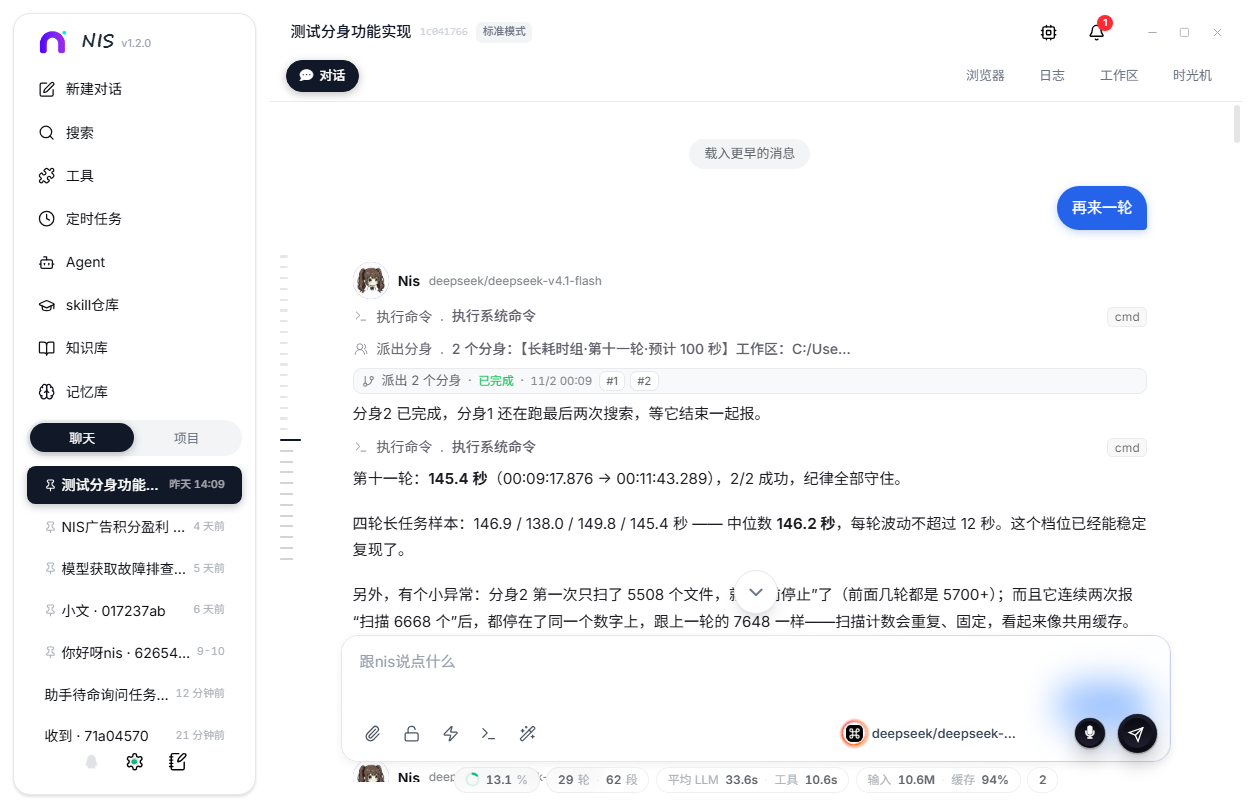 NIS v1.2.0
新建对话
搜索
工具
定时任务
Agent
skill仓库
知识库
记忆库
聊天 项目
测试分身功能... 昨天 14:09
NIS广告积分盈利 ... 4 天前
模型获取故障排查... 5 天前
小文 · 017237ab 6 天前
你好呀nis · 62654... 9-10
助手待命询问任务... 12 分钟前
收到 · 71a04570 21 分钟前
测试分身功能实现 1c041766 标准模式
1
对话
浏览器 日志 工作区 时光机
载入更早的消息
再来一轮
Nis deepseek/deepseek-v4.1-flash
执行命令 . 执行系统命令 cmd
派出分身 . 2 个分身：【长耗时组·第十一轮·预计 100 秒】工作区：C:/Use...
派出 2 个分身 · 已完成 · 11/2 00:09 #1 #2
分身2 已完成，分身1 还在跑最后两次搜索，等它结束一起报。
执行命令 . 执行系统命令 cmd
第十一轮：145.4 秒（00:09:17.876 → 00:11:43.289），2/2 成功，纪律全部守住。
四轮长任务样本：146.9 / 138.0 / 149.8 / 145.4 秒 —— 中位数 146.2 秒，每轮波动不超过 12 秒。这个档位已经能稳定
复现了。
另外，有个小异常：分身2 第一次只扫了 5508 个文件，停止”了（前面几轮都是 5700+）；而且它连续两次报
“扫描 6668 个”后，都停在了同一个数字上，跟上一轮的 7648 一样——扫描计数会重复、固定，看起来像共用缓存。
跟nis说点什么
deepseek/deepseek-...
Nis
13.1 % 29 轮 · 62 段 平均 LLM 33.6s · 工具 10.6s 输入 10.6M · 缓存 94% 2